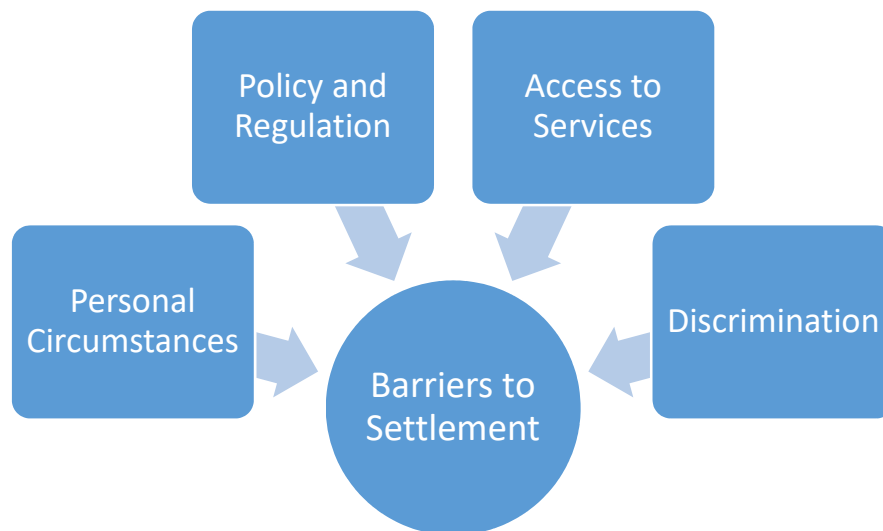 Policy and
Regulation
Access to
Services
Personal
Circumstances
Discrimination
Barriers to
Settlement